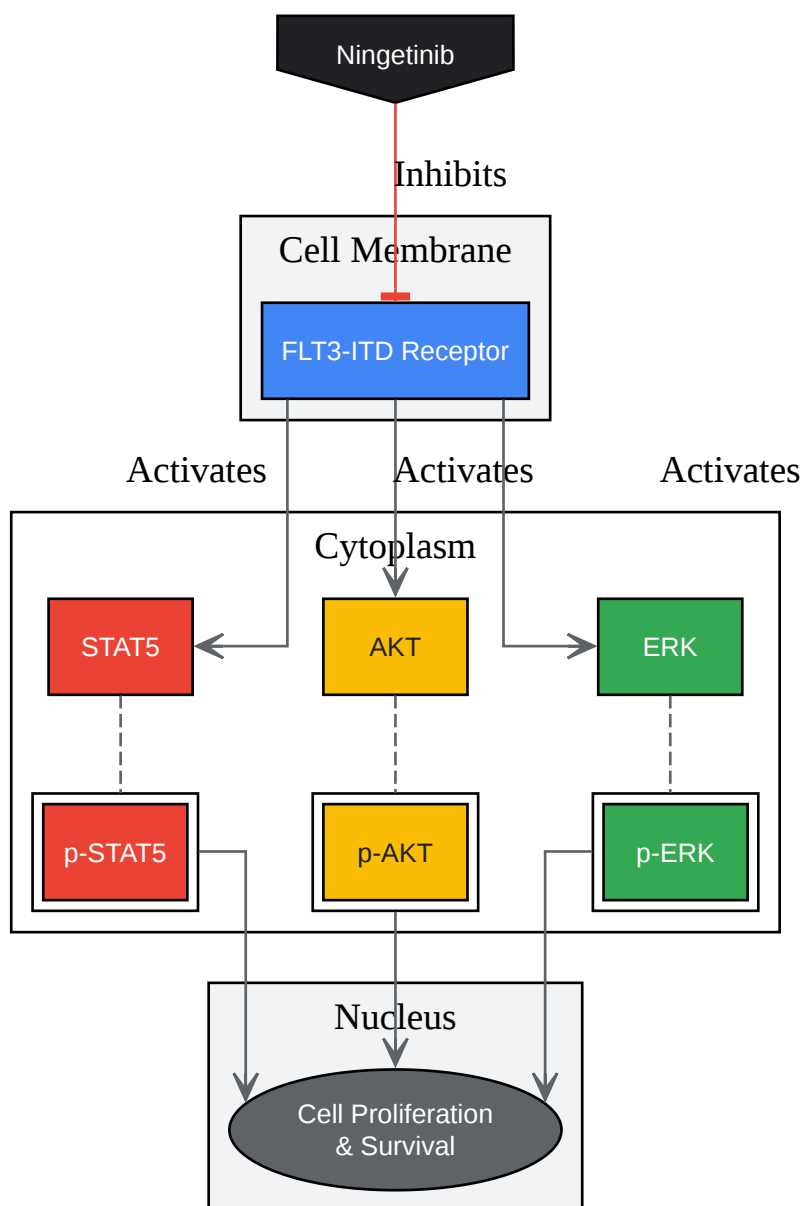 Ningetinib
Inhibits
Cell Membrane
FLT3-ITD Receptor
Activates
Activates
Activates
Cytoplasm
STAT5
AKT
ERK
p-STAT5
p-AKT
p-ERK
Nucleus
Cell Proliferation
& Survival